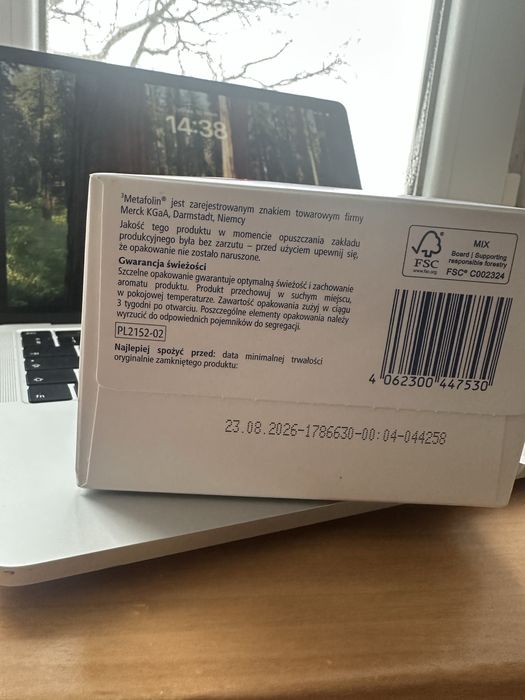 14:38
³Metafolin® jest zarejestrowanym znakiem towarowym firmy
Merck KGaA, Darmstadt, Niemcy
Jakość tego produktu w momencie opuszczania zakładu
produkcyjnego była bez zarzutu – przed użyciem upewnij się,
że opakowanie nie zostało naruszone.
Gwarancja świeżości
Szczelne opakowanie gwarantuje optymalną świeżość i zachowanie
aromatu produktu. Produkt przechowuj w suchym miejscu,
w pokojowej temperaturze. Zawartość opakowania zużyj w ciągu
3 tygodni po otwarciu. Poszczególne elementy opakowania należy
wyrzucić do odpowiednich pojemników do segregacji.
PL2152-02
Najlepiej spożyć przed: data minimalnej trwałości
oryginalnie zamkniętego produktu:
FSC
www.fsc.org
MIX
Board | Supporting
responsible forestry
FSC® C002324
4 062300 447530
23.08.2026-1786630-00:04-044258